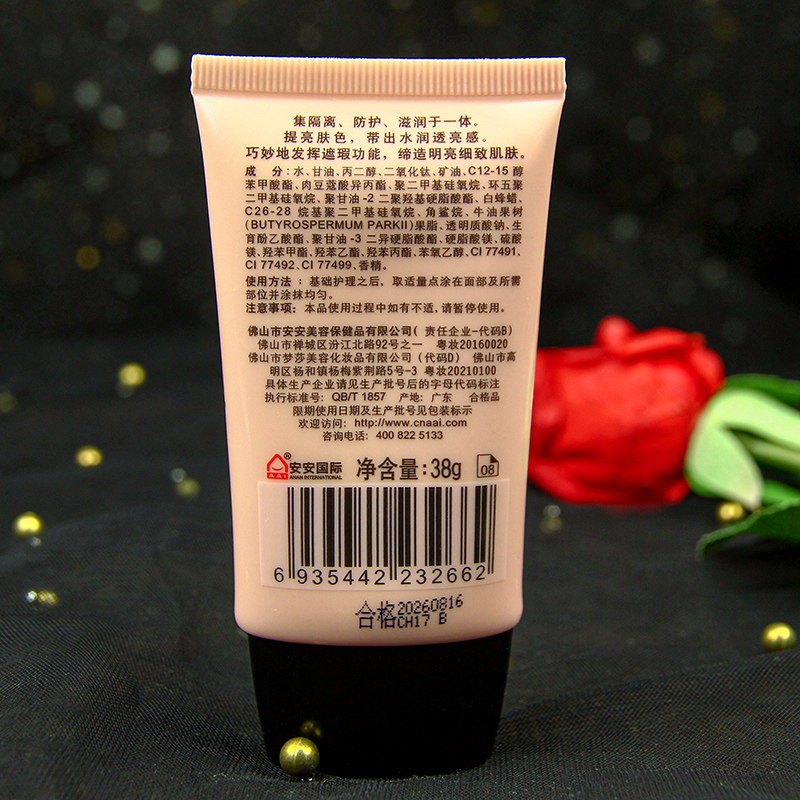 集隔离、防护、滋润于一体。
提亮肤色,带出水润透亮感。
巧妙地发挥遮瑕功能,缔造明亮细致肌肤。
成 分:水、甘油、丙二醇、二氧化钛、矿油、C12-15 醇
苯甲酸酯、肉豆蔻酸异丙酯、聚二甲基硅氧烷、环五聚
二甲基硅氧烷、聚甘油-2 二聚羟基硬脂酸酯、白蜂蜡、
C26-28 烷基聚二甲基硅氧烷、角鲨烷、牛油果树
(BUTYROSPERMUM PARKII)果脂、透明质酸钠、生
育酚乙酸酯、聚甘油-3 二异硬脂酸酯、硬脂酸镁、硫酸
镁、羟苯甲酯、羟苯乙酯、羟苯丙酯、苯氧乙醇、CI 77491、
CI 77492、CI 77499、香精。
使用方法:基础护理之后,取适量点涂在面部及所需
部位并涂抹均匀。
注意事项:本品使用过程中如有不适,请暂停使用。
佛山市安安美容保健品有限公司( 责任企业-代码B)
佛山市禅城区汾江北路92号之一 粤妆20160020
佛山市梦莎美容化妆品有限公司 (代码D) 佛山市高
明区杨和镇杨梅紫荆路5号-3 粤妆20210100
具体生产企业请见生产批号后的字母代码标注
执行标准号: QB/T 1857 产地: 广东 合格品
限期使用日期及生产批号见包装标示
欢迎访问: http://www.cnaai.com
咨询电话: 400 822 5133
AAI ® 安安国际 净含量:38g 08
ANAN INTERNATIONAL
6 935442 232662
合格 20260816
CH17 B